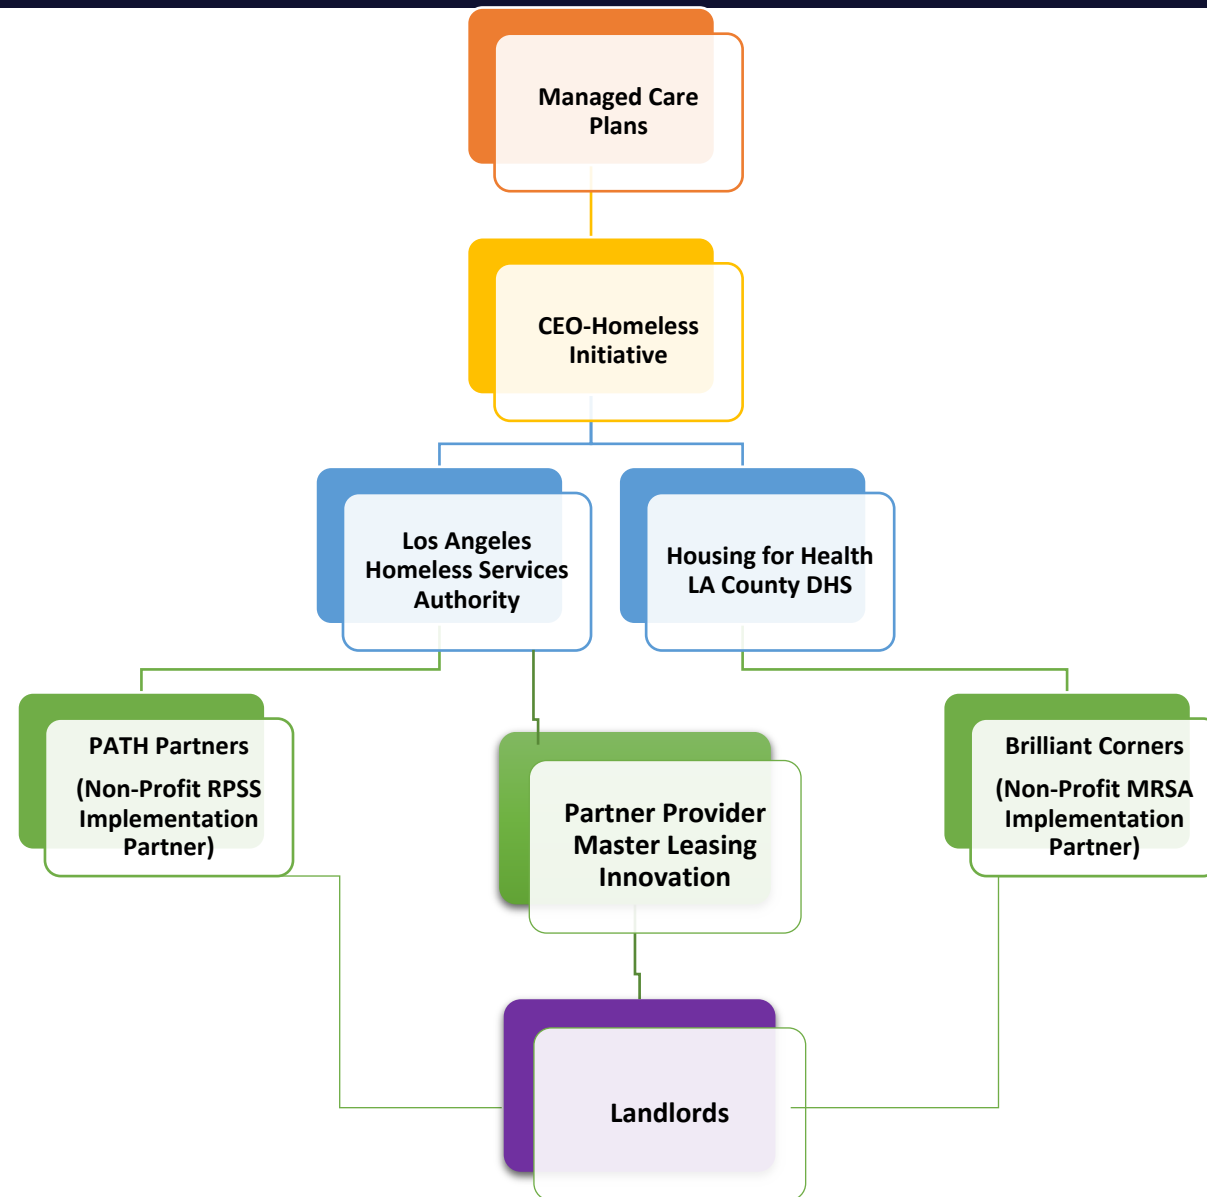 Managed Care
Plans
CEO-Homeless
Initiative
Los Angeles
Homeless Services
Authority
Housing for Health
LA County DHS
PATH Partners
(Non-Profit RPSS
Implementation
Partner)
Partner Provider
Master Leasing
Innovation
Brilliant Corners
(Non-Profit MRSA
Implementation
Partner)
Landlords